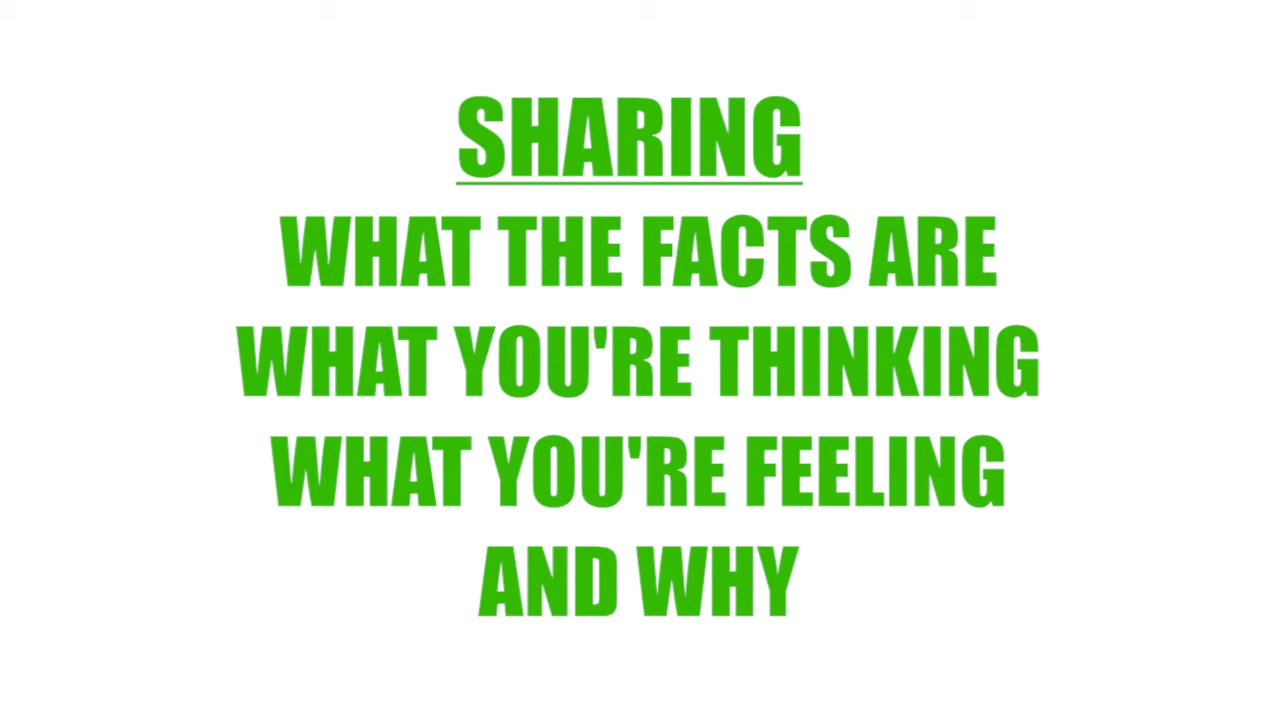 SHARING
WHAT THE FACTS ARE
WHAT YOU'RE THINKING
WHAT YOU'RE FEELING
AND WHY